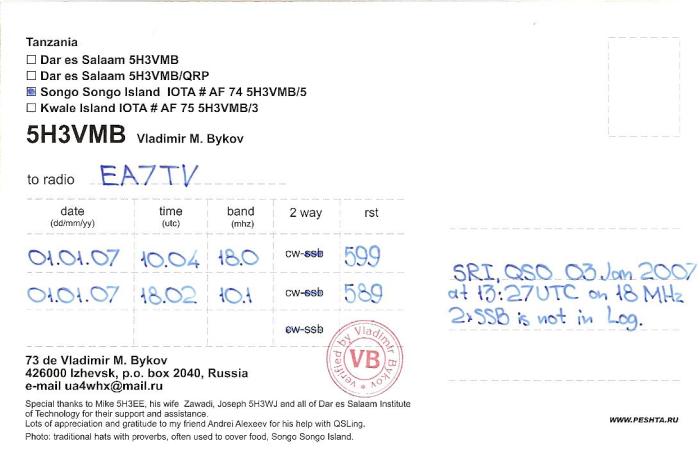 Tanzania
Dar es Salaam 5H3VMB
Dar es Salaam 5H3VMB/QRP
Songo Songo Island IOTA # AF 74 5H3VMB/5
Kwale Island IOTA # AF 75 5H3VMB/3
5H3VMB Vladimir M. Bykov
to radio EA7TV
date time band 2 way rst
(dd/mm/yy) (utc) (mhz)
01.01.07 10.04 18.0 cw-ssb 599
01.01.07 18.02 10.1 cw-ssb 589
cw-ssb
SRI, QSO 03 Jan 2007
at 13:27UTC on 18 MHz
2xSSB is not in Log.
verified by Vladimir Bykov
VB
73 de Vladimir M. Bykov
426000 Izhevsk, p.o. box 2040, Russia
e-mail ua4whx@mail.ru
Special thanks to Mike 5H3EE, his wife Zawadi, Joseph 5H3WJ and all of Dar es Salaam Institute
of Technology for their support and assistance.
Lots of appreciation and gratitude to my friend Andrei Alexeev for his help with QSLing.
Photo: traditional hats with proverbs, often used to cover food, Songo Songo Island.
WWW.PESHTA.RU